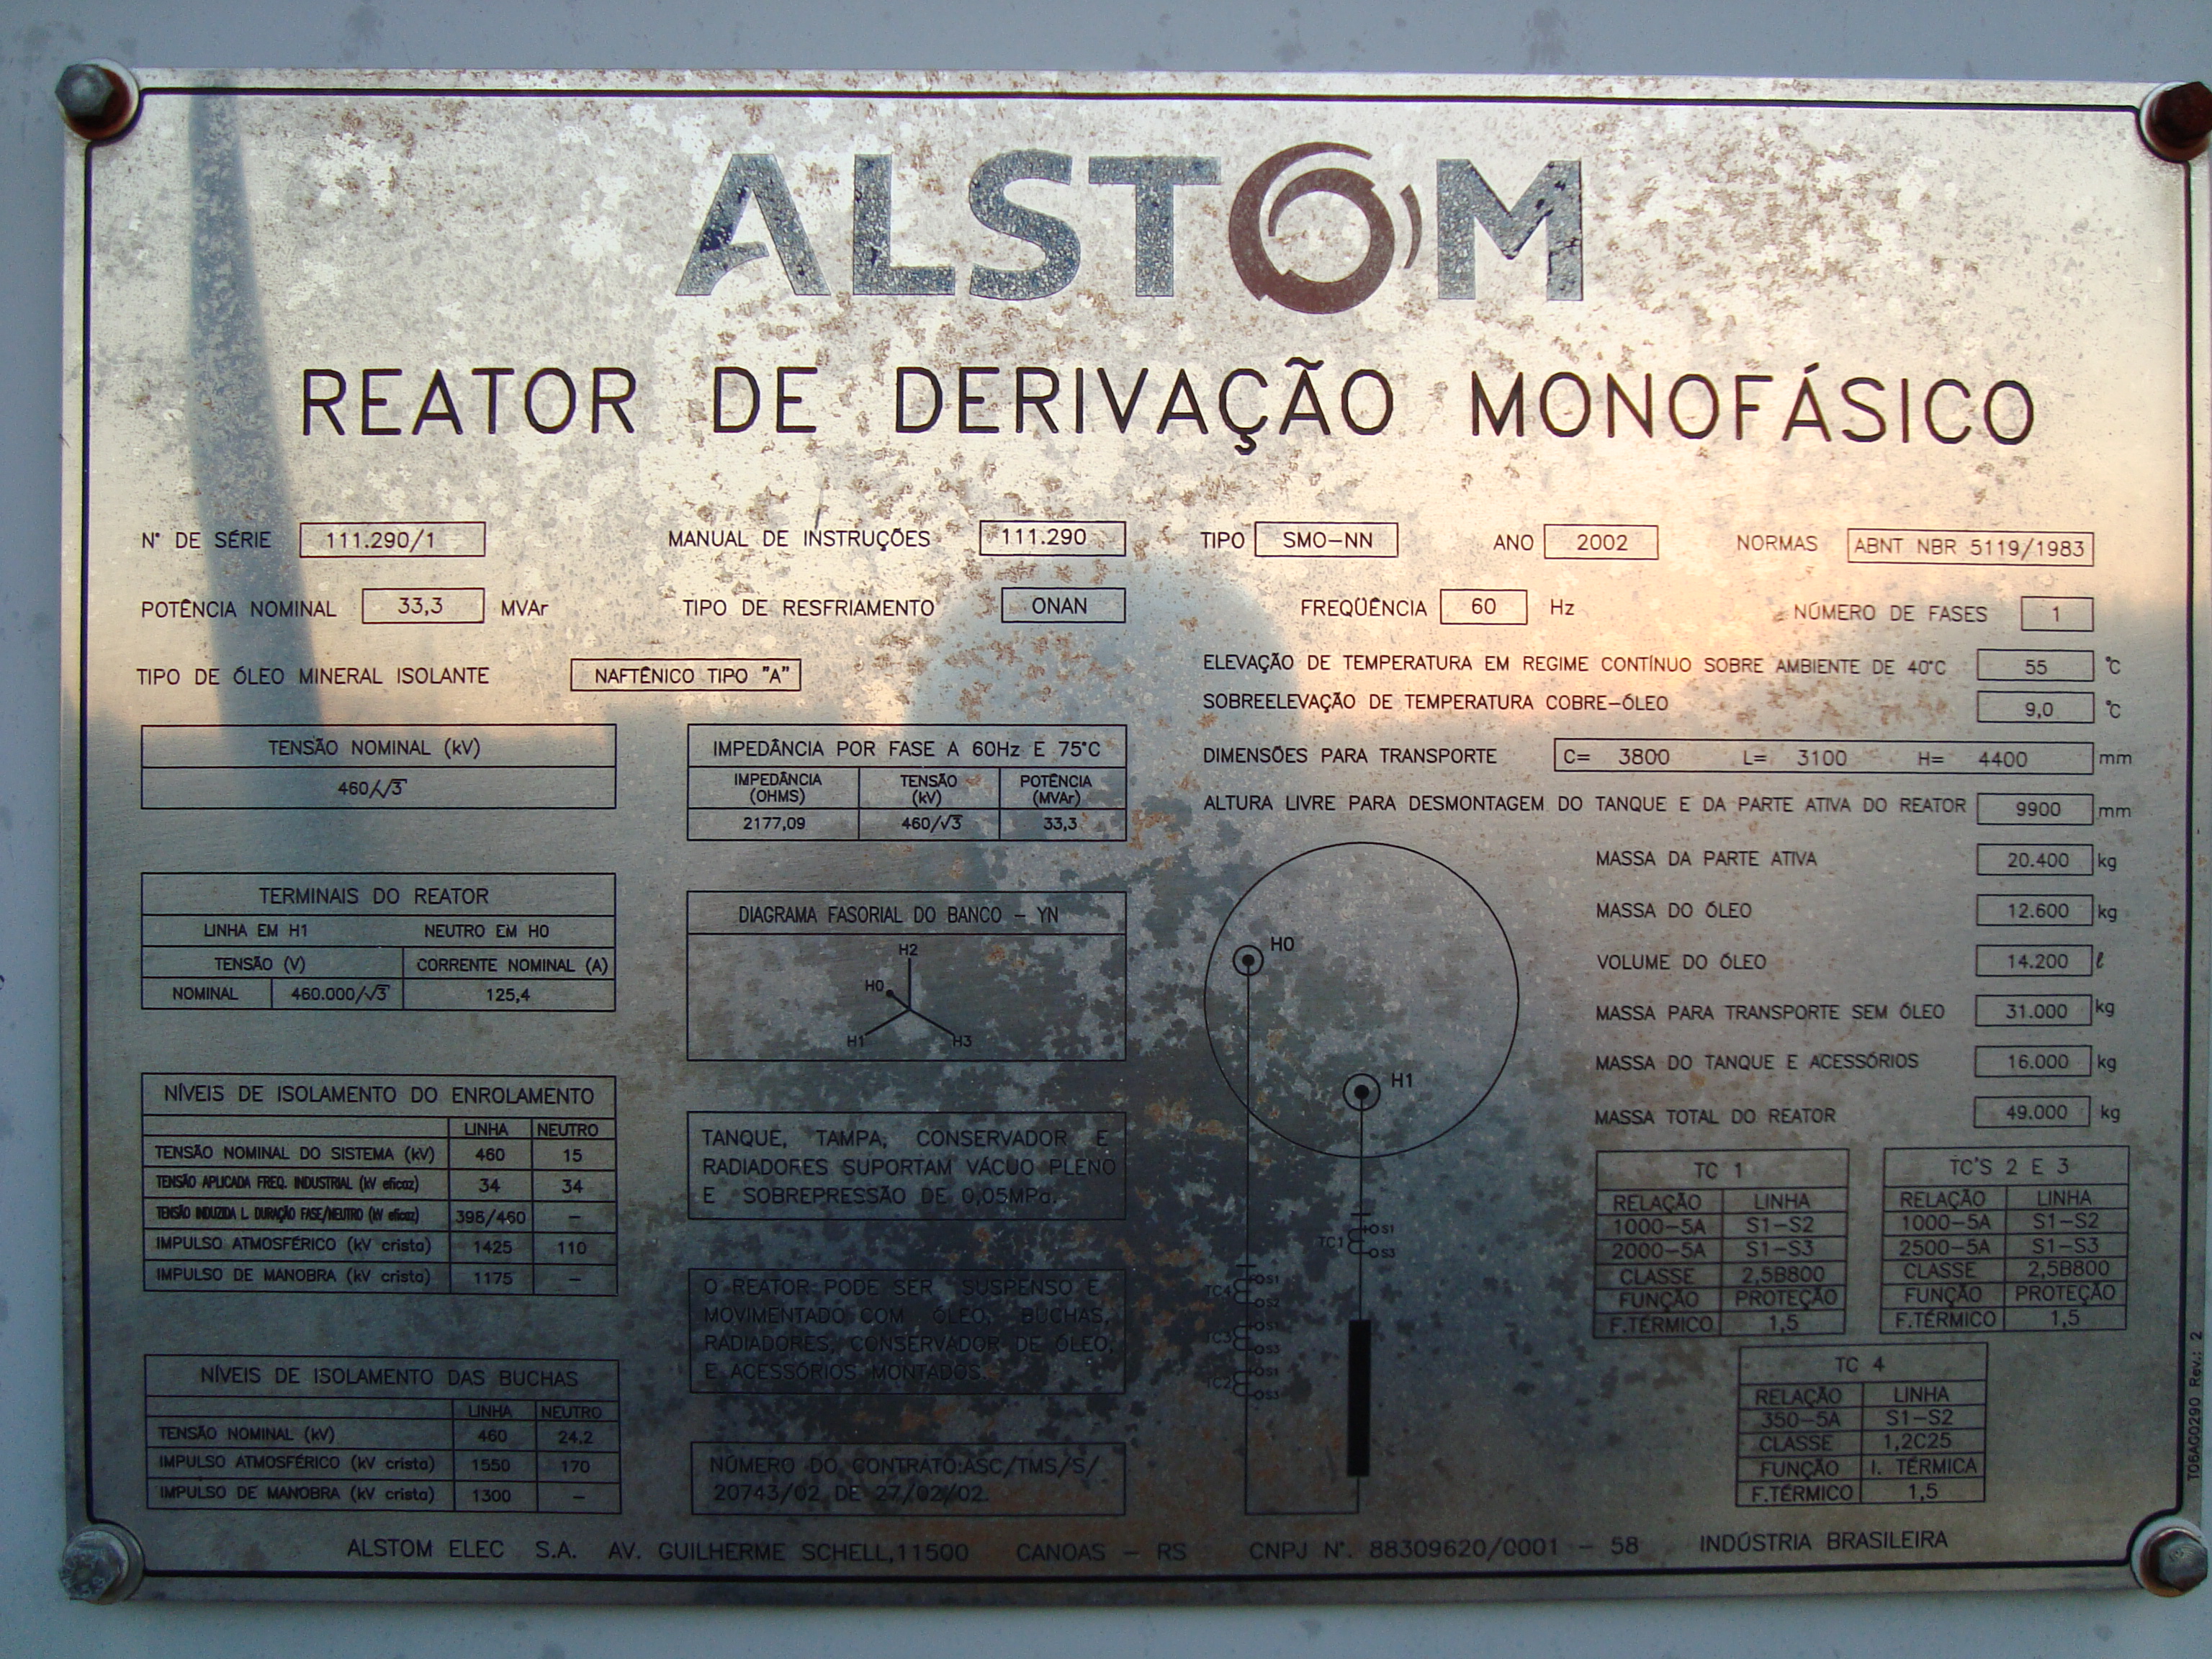 ALSTOM
REATOR DE DERIVAÇÃO MONOFÁSICO
N° DE SÉRIE 111.290/1 MANUAL DE INSTRUÇÕES 111.290 TIPO SMO-NN ANO 2002 NORMAS ABNT NBR 5119/1983
POTÊNCIA NOMINAL 33,3 MVAr TIPO DE RESFRIAMENTO ONAN FREQÜÊNCIA 60 Hz NÚMERO DE FASES 1
TIPO DE ÓLEO MINERAL ISOLANTE NAFTÊNICO TIPO "A"
ELEVAÇÃO DE TEMPERATURA EM REGIME CONTÍNUO SOBRE AMBIENTE DE 40°C 55 °C
SOBREELEVAÇÃO DE TEMPERATURA COBRE-ÓLEO 9,0 °C
DIMENSÕES PARA TRANSPORTE C= 3800 L= 3100 H= 4400 mm
ALTURA LIVRE PARA DESMONTAGEM DO TANQUE E DA PARTE ATIVA DO REATOR 9900 mm
MASSA DA PARTE ATIVA 20.400 kg
MASSA DO ÓLEO 12.600 kg
VOLUME DO ÓLEO 14.200 ℓ
MASSA PARA TRANSPORTE SEM ÓLEO 31.000 kg
MASSA DO TANQUE E ACESSÓRIOS 16.000 kg
MASSA TOTAL DO REATOR 49.000 kg
TENSÃO NOMINAL (kV)
460/√3
TERMINAIS DO REATOR
LINHA EM H1 NEUTRO EM H0
TENSÃO (V) CORRENTE NOMINAL (A)
NOMINAL 460.000/√3 125,4
NÍVEIS DE ISOLAMENTO DO ENROLAMENTO
LINHA NEUTRO
TENSÃO NOMINAL DO SISTEMA (kV) 460 15
TENSÃO APLICADA FREQ. INDUSTRIAL (kV eficaz) 34 34
TENSÃO INDUZIDA L. DURAÇÃO FASE/NEUTRO (kV eficaz) 398/460 -
IMPULSO ATMOSFÉRICO (kV crista) 1425 110
IMPULSO DE MANOBRA (kV crista) 1175 -
NÍVEIS DE ISOLAMENTO DAS BUCHAS
LINHA NEUTRO
TENSÃO NOMINAL (kV) 460 24,2
IMPULSO ATMOSFÉRICO (kV crista) 1550 170
IMPULSO DE MANOBRA (kV crista) 1300 -
IMPEDÂNCIA POR FASE A 60Hz E 75°C
IMPEDÂNCIA (OHMS) TENSÃO (kV) POTÊNCIA (MVAr)
2177,09 460/√3 33,3
DIAGRAMA FASORIAL DO BANCO - YN
H2
H0
H1 H3
TANQUE, TAMPA, CONSERVADOR E
RADIADORES SUPORTAM VÁCUO PLENO
E SOBREPRESSÃO DE 0,05MPa.
O REATOR PODE SER SUSPENSO E
MOVIMENTADO COM ÓLEO, BUCHAS,
RADIADORES, CONSERVADOR DE ÓLEO,
E ACESSÓRIOS MONTADOS.
NÚMERO DO CONTRATO:ASC/TMS/S/
20743/02 DE 27/02/02.
H0
H1
TC1 S1
S3
TC4 S1
S2
TC3 S1
S3
TC2 S1
S3
TC 1
RELAÇÃO LINHA
1000-5A S1-S2
2000-5A S1-S3
CLASSE 2,5B800
FUNÇÃO PROTEÇÃO
F.TÉRMICO 1,5
TC'S 2 E 3
RELAÇÃO LINHA
1000-5A S1-S2
2500-5A S1-S3
CLASSE 2,5B800
FUNÇÃO PROTEÇÃO
F.TÉRMICO 1,5
TC 4
RELAÇÃO LINHA
350-5A S1-S2
CLASSE 1,2C25
FUNÇÃO I. TÉRMICA
F.TÉRMICO 1,5
T06AG0290 Rev.: 2
ALSTOM ELEC S.A. AV. GUILHERME SCHELL,11500 CANOAS - RS CNPJ N°. 88309620/0001 - 58 INDÚSTRIA BRASILEIRA